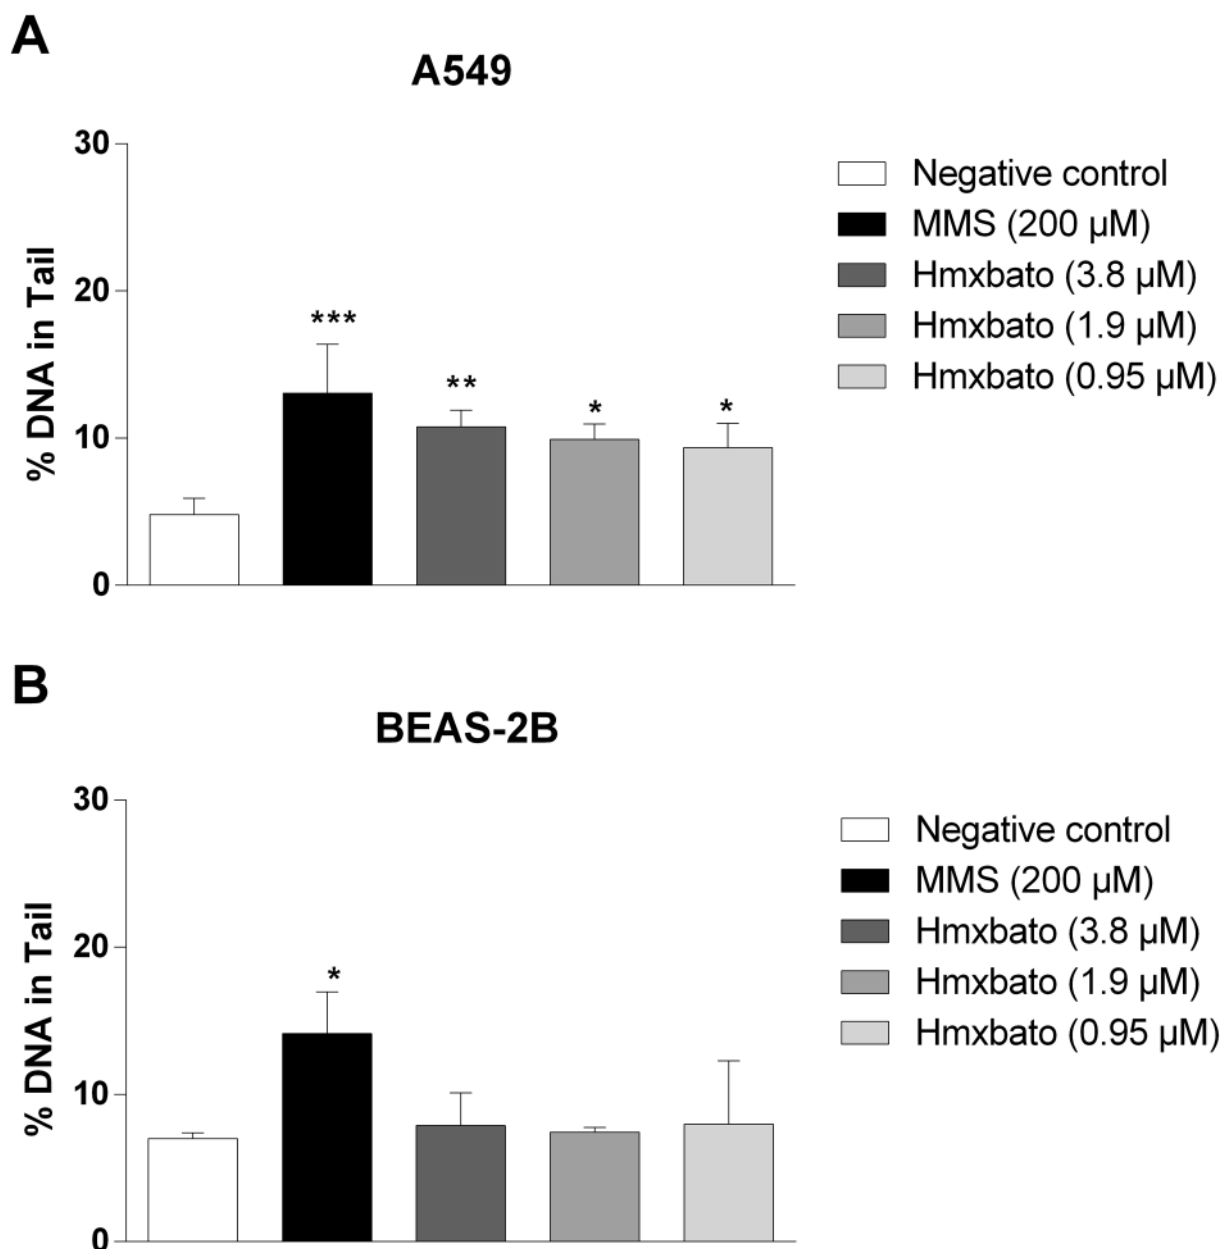 A
A549
30
20
10
0
% DNA in Tail
***
**
*
*
Negative control
MMS (200 µM)
Hmxbato (3.8 µM)
Hmxbato (1.9 µM)
Hmxbato (0.95 µM)
B
BEAS-2B
30
20
10
0
% DNA in Tail
*
Negative control
MMS (200 µM)
Hmxbato (3.8 µM)
Hmxbato (1.9 µM)
Hmxbato (0.95 µM)